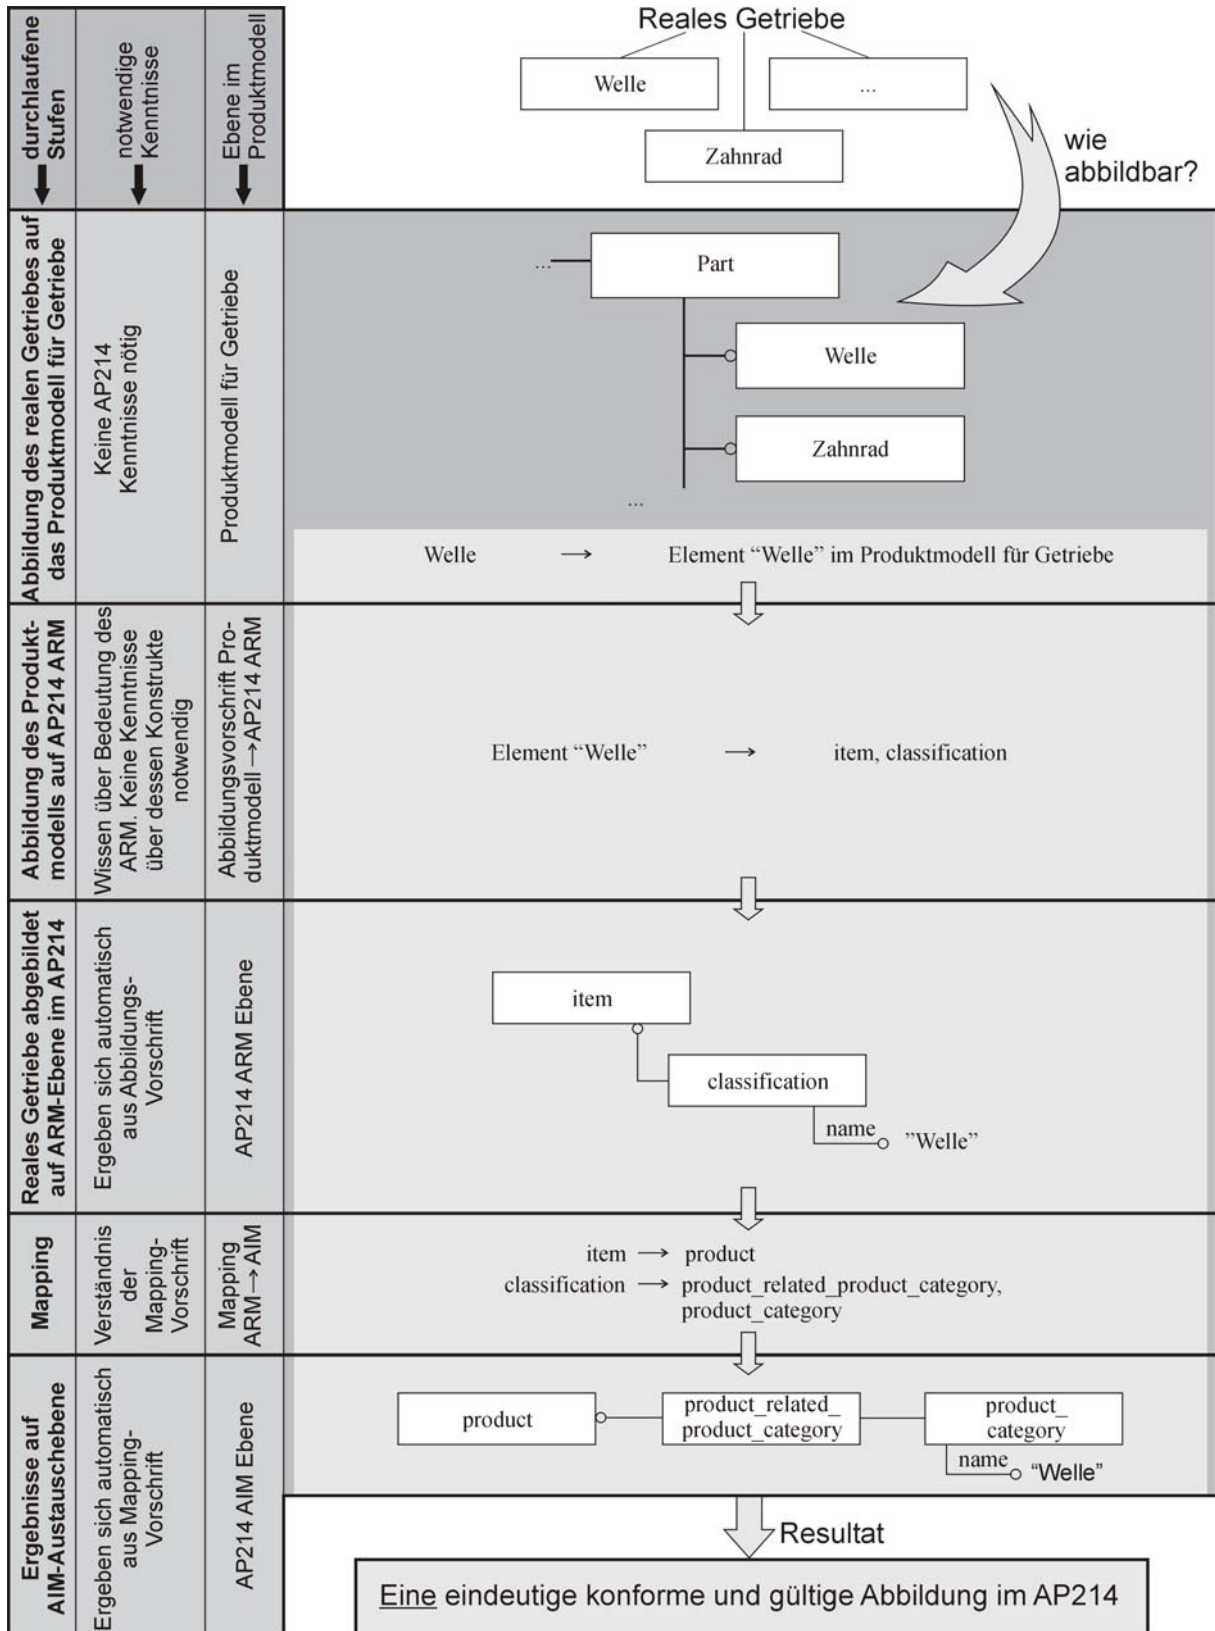 durchlaufene
Stufen
notwendige
Kenntnisse
Ebene im
Produktmodell
Reales Getriebe
Welle
...
Zahnrad
wie
abbildbar?
Abbildung des realen Getriebes auf
das Produktmodell für Getriebe
Keine AP214
Kenntnisse nötig
Produktmodell für Getriebe
...
Part
Welle
Zahnrad
...
Welle → Element “Welle” im Produktmodell für Getriebe
Abbildung des Produkt-
modells auf AP214 ARM
Wissen über Bedeutung des
ARM. Keine Kenntnisse
über dessen Konstrukte
notwendig
Abbildungsvorschrift Pro-
duktmodell→AP214 ARM
Element “Welle” → item, classification
Reales Getriebe abgebildet
auf ARM-Ebene im AP214
Ergeben sich automatisch
aus Abbildungs-
Vorschrift
AP214 ARM Ebene
item
classification
name
”Welle”
Mapping
Verständnis
der
Mapping-
Vorschrift
Mapping
ARM→AIM
item → product
classification → product_related_product_category,
product_category
Ergebnisse auf
AIM-Austauschebene
Ergeben sich automatisch
aus Mapping-
Vorschrift
AP214 AIM Ebene
product
product_related_
product_category
product_
category
name
“Welle”
Resultat
Eine eindeutige konforme und gültige Abbildung im AP214